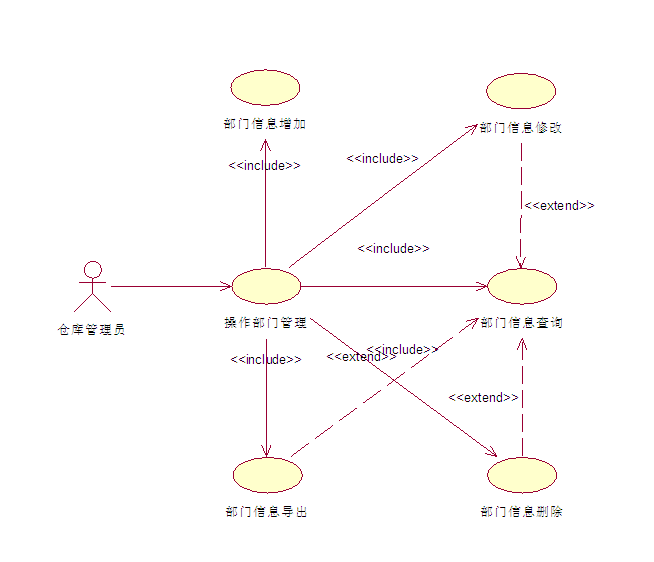 部门信息增加
部门信息修改
<<include>>
<<include>>
<<extend>>
<<include>>
仓库管理员
操作部门管理
部门信息查询
<<include>>
<<extend>>
<<include>>
<<extend>>
部门信息导出
部门信息删除